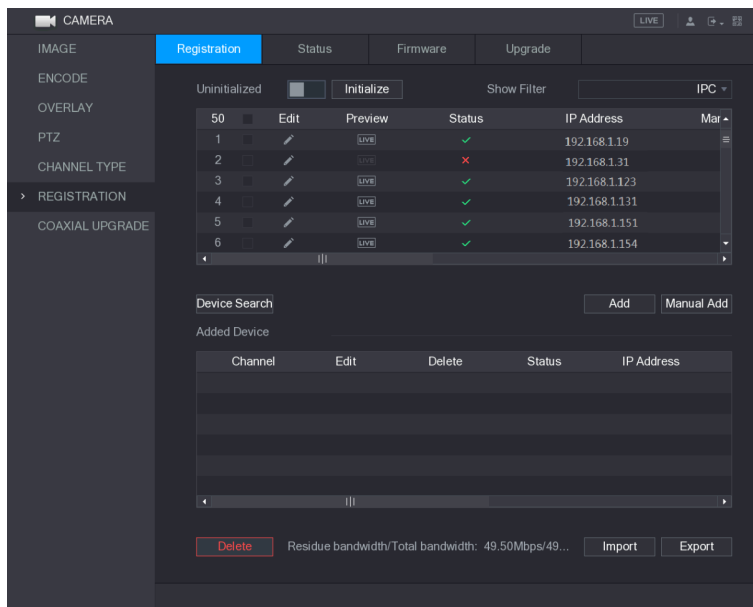 CAMERA LIVE
IMAGE
ENCODE
OVERLAY
PTZ
CHANNEL TYPE
> REGISTRATION
COAXIAL UPGRADE
Registration Status Firmware Upgrade
Uninitialized Initialize Show Filter IPC
50 Edit Preview Status IP Address Mar
1 LIVE 192.168.1.19
2 LIVE 192.168.1.31
3 LIVE 192.168.1.123
4 LIVE 192.168.1.131
5 LIVE 192.168.1.151
6 LIVE 192.168.1.154
Device Search Add Manual Add
Added Device
Channel Edit Delete Status IP Address
Delete Residue bandwidth/Total bandwidth: 49.50Mbps/49... Import Export